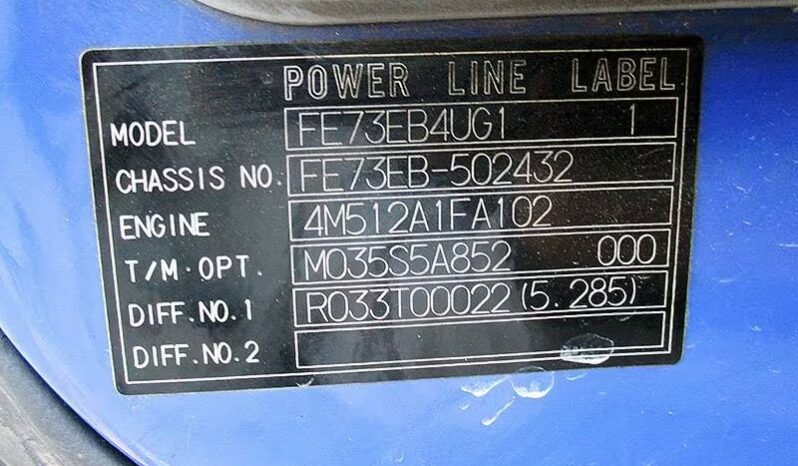 POWER LINE LABEL
MODEL FE73EB4UG1 1
CHASSIS NO. FE73EB-502432
ENGINE 4M512A1FA102
T/M·OPT. M035S5A852 000
DIFF.NO.1 R033T00022 (5.285)
DIFF.NO.2